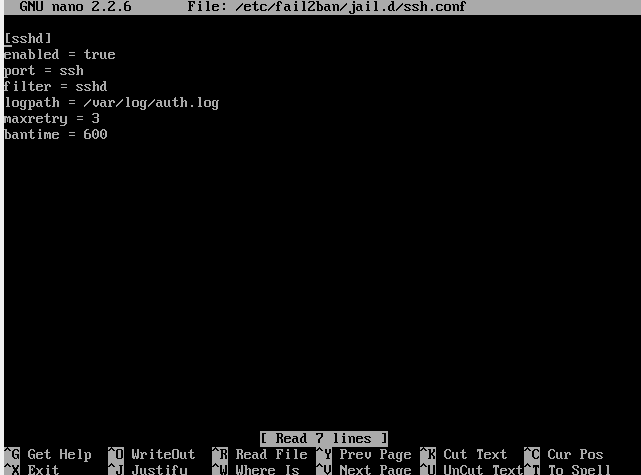 GNU nano 2.2.6 File: /etc/fail2ban/jail.d/ssh.conf
[sshd]
enabled = true
port = ssh
filter = sshd
logpath = /var/log/auth.log
maxretry = 3
bantime = 600
[ Read 7 lines ]
^G Get Help ^O WriteOut ^R Read File ^Y Prev Page ^K Cut Text ^C Cur Pos
^X Exit ^J Justify ^W Where Is ^V Next Page ^U UnCut Text ^T To Spell